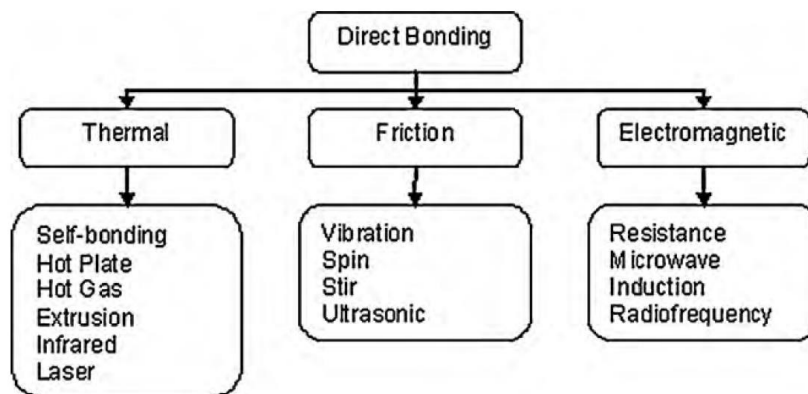 Direct Bonding
Thermal
Friction
Electromagnetic
Self-bonding
Hot Plate
Hot Gas
Extrusion
Infrared
Laser
Vibration
Spin
Stir
Ultrasonic
Resistance
Microwave
Induction
Radiofrequency